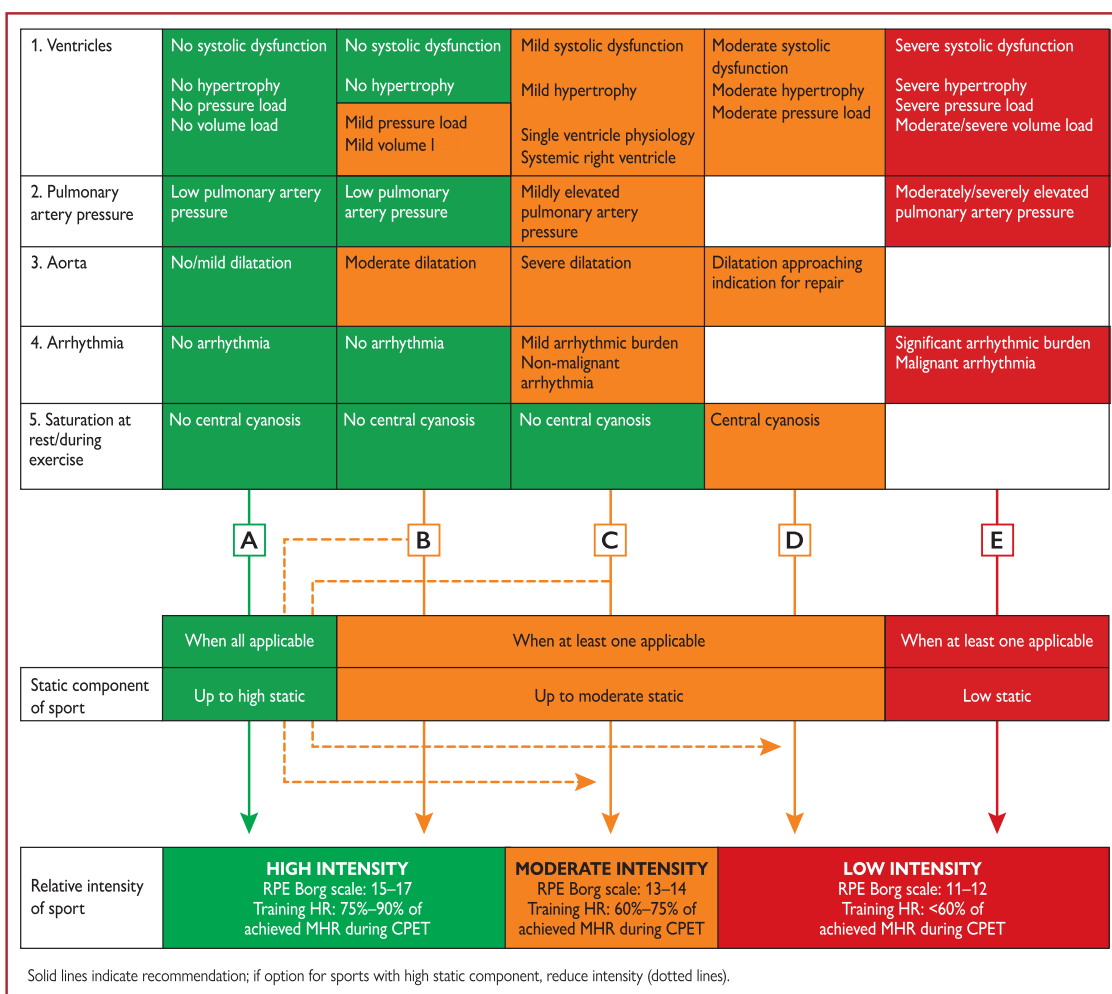 1. Ventricles
No systolic dysfunction
No hypertrophy
No pressure load
No volume load
No systolic dysfunction
No hypertrophy
Mild pressure load
Mild volume l
Mild systolic dysfunction
Mild hypertrophy
Single ventricle physiology
Systemic right ventricle
Moderate systolic
dysfunction
Moderate hypertrophy
Moderate pressure load
Severe systolic dysfunction
Severe hypertrophy
Severe pressure load
Moderate/severe volume load
2. Pulmonary
artery pressure
Low pulmonary artery
pressure
Low pulmonary
artery pressure
Mildly elevated
pulmonary artery
pressure
Moderately/severely elevated
pulmonary artery pressure
3. Aorta
No/mild dilatation
Moderate dilatation
Severe dilatation
Dilatation approaching
indication for repair
4. Arrhythmia
No arrhythmia
No arrhythmia
Mild arrhythmic burden
Non-malignant
arrhythmia
Significant arrhythmic burden
Malignant arrhythmia
5. Saturation at
rest/during
exercise
No central cyanosis
No central cyanosis
No central cyanosis
Central cyanosis
A
B
C
D
E
When all applicable
When at least one applicable
When at least one applicable
Static component
of sport
Up to high static
Up to moderate static
Low static
Relative intensity
of sport
HIGH INTENSITY
RPE Borg scale: 15–17
Training HR: 75%–90% of
achieved MHR during CPET
MODERATE INTENSITY
RPE Borg scale: 13–14
Training HR: 60%–75% of
achieved MHR during CPET
LOW INTENSITY
RPE Borg scale: 11–12
Training HR: <60% of
achieved MHR during CPET
Solid lines indicate recommendation; if option for sports with high static component, reduce intensity (dotted lines).